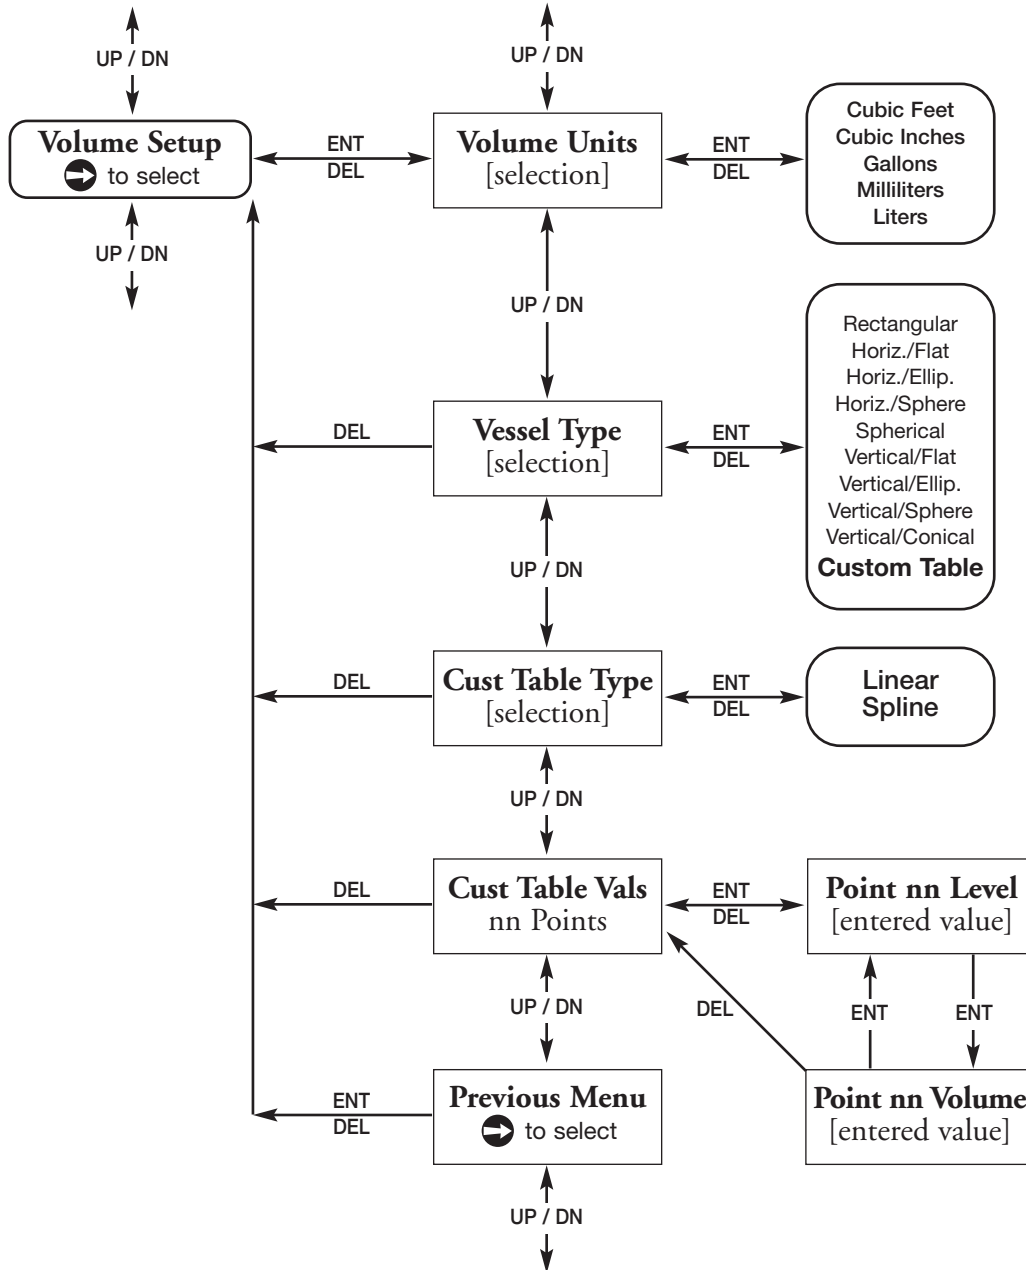 UP / DN
UP / DN
Volume Setup
to select
ENT
DEL
Volume Units
[selection]
ENT
DEL
Cubic Feet
Cubic Inches
Gallons
Milliliters
Liters
UP / DN
UP / DN
DEL
Vessel Type
[selection]
ENT
DEL
Rectangular
Horiz./Flat
Horiz./Ellip.
Horiz./Sphere
Spherical
Vertical/Flat
Vertical/Ellip.
Vertical/Sphere
Vertical/Conical
Custom Table
UP / DN
DEL
Cust Table Type
[selection]
ENT
DEL
Linear
Spline
UP / DN
DEL
Cust Table Vals
nn Points
ENT
DEL
Point nn Level
[entered value]
UP / DN
DEL
ENT
ENT
ENT
DEL
Previous Menu
to select
Point nn Volume
[entered value]
UP / DN